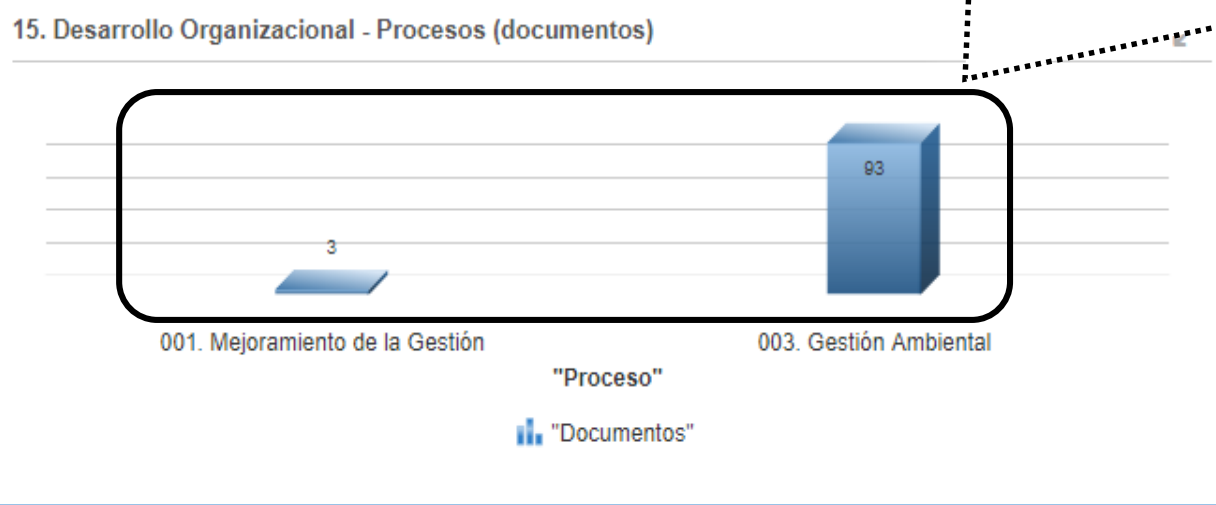 15. Desarrollo Organizacional - Procesos (documentos)
93
3
001. Mejoramiento de la Gestión
003. Gestión Ambiental
"Proceso"
"Documentos"